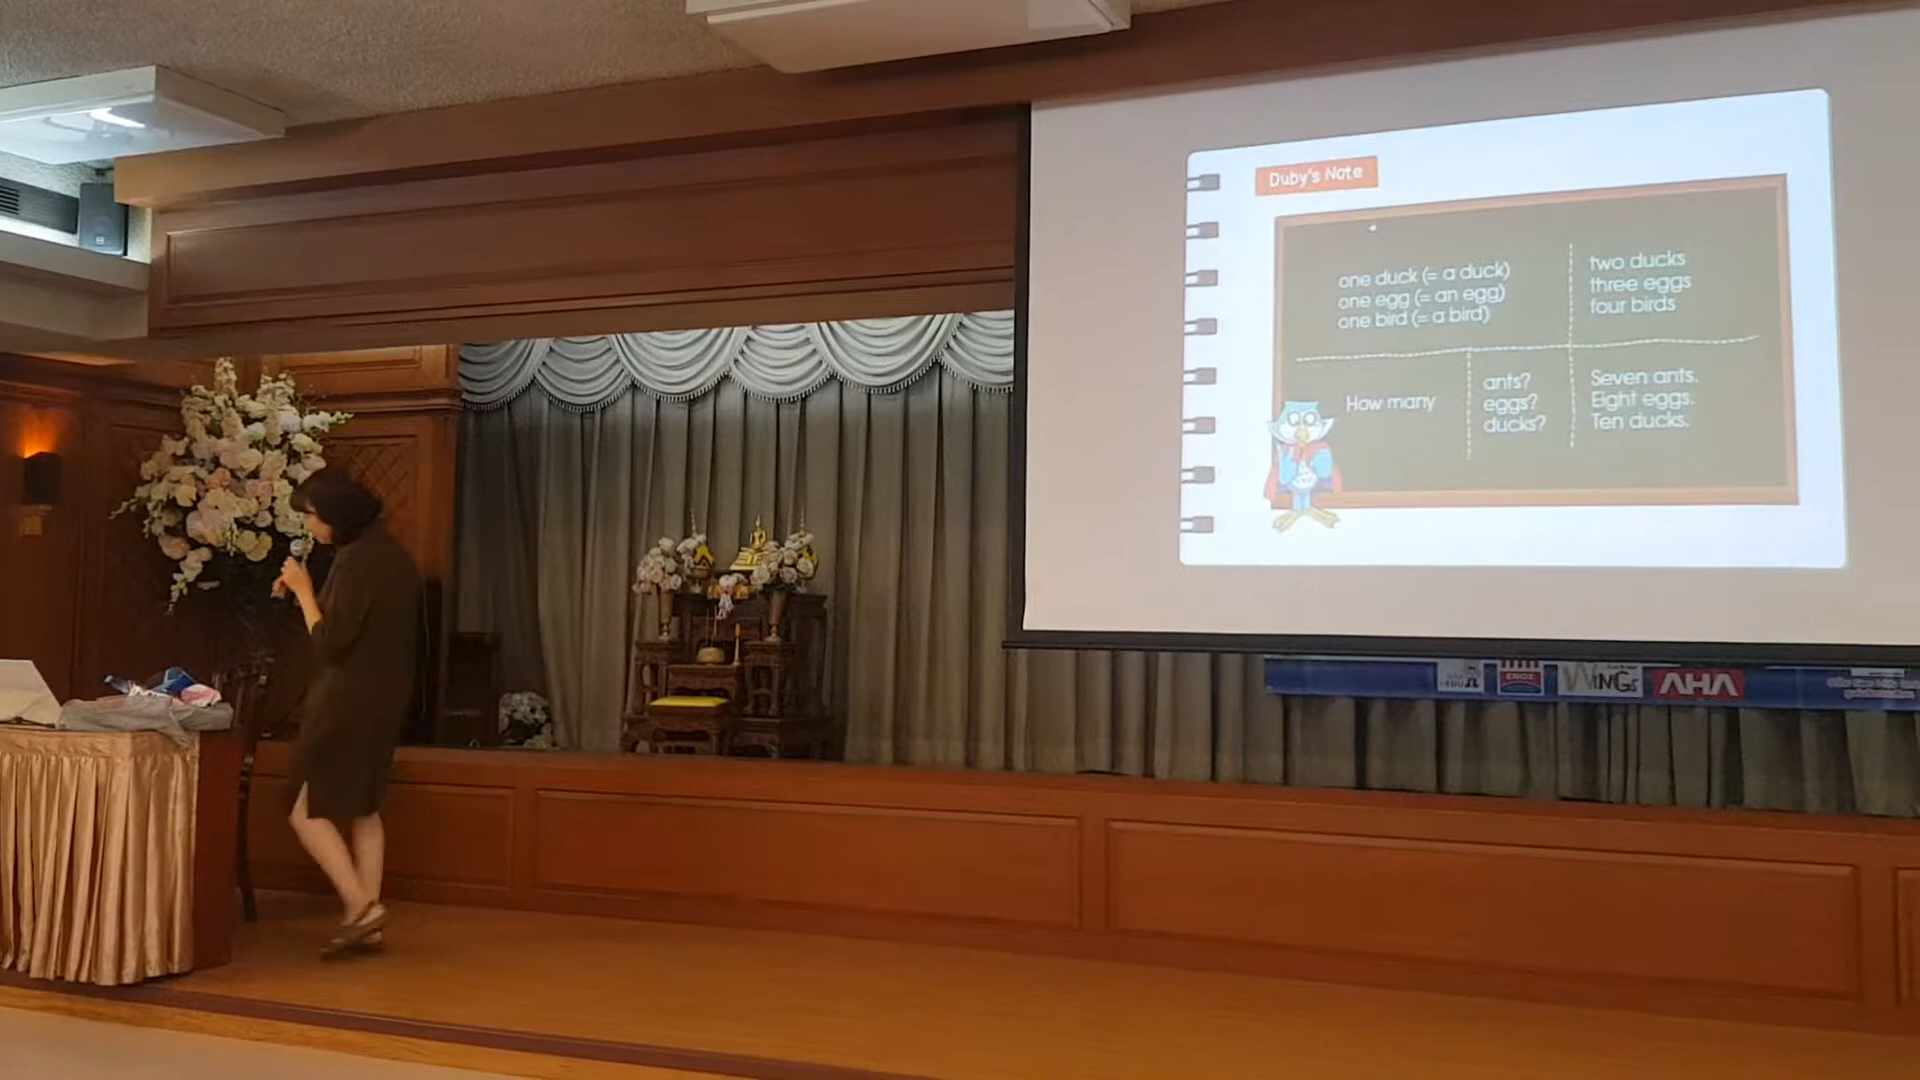 Duby's Note
one duck (= a duck)
one egg (= an egg)
one bird (= a bird)
two ducks
three eggs
four birds
How many
ants?
eggs?
ducks?
Seven ants.
Eight eggs.
Ten ducks.
WiNGs
AHA